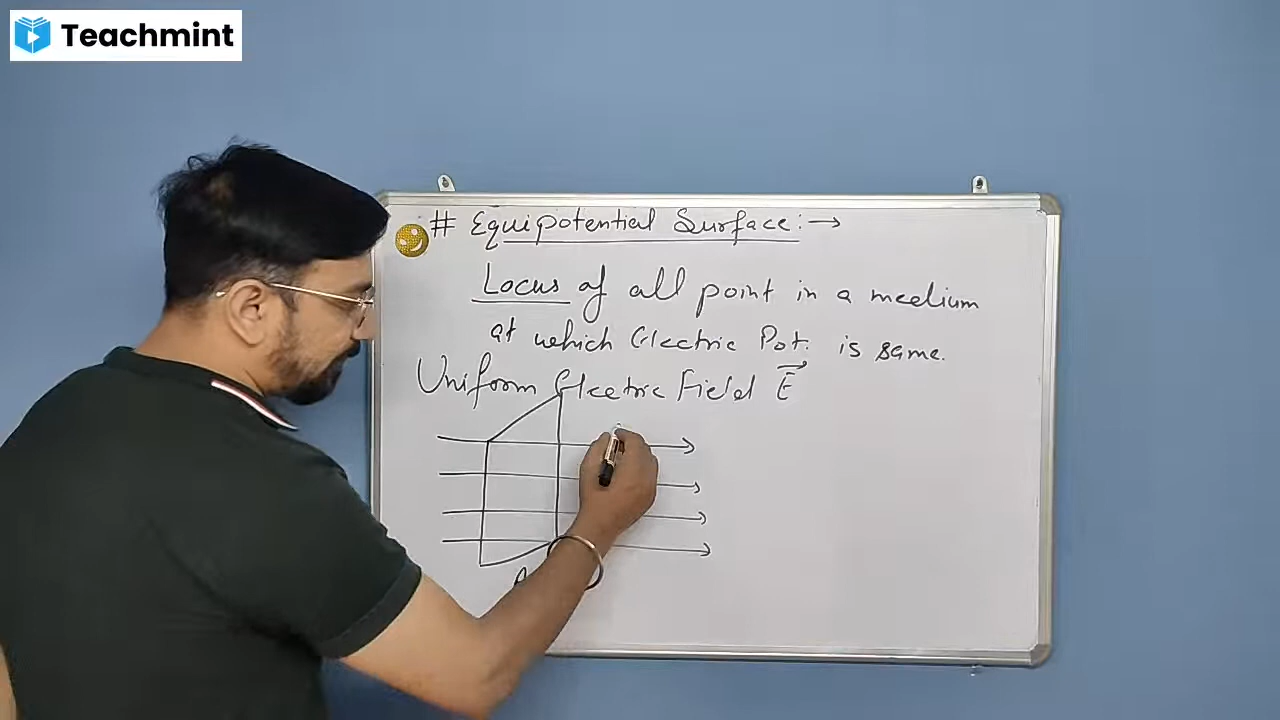 Teachmint
# Equipotential Surface:→
Locus of all point in a medium
at which Electric Pot. is same.
Uniform Electric Field E⃗
A